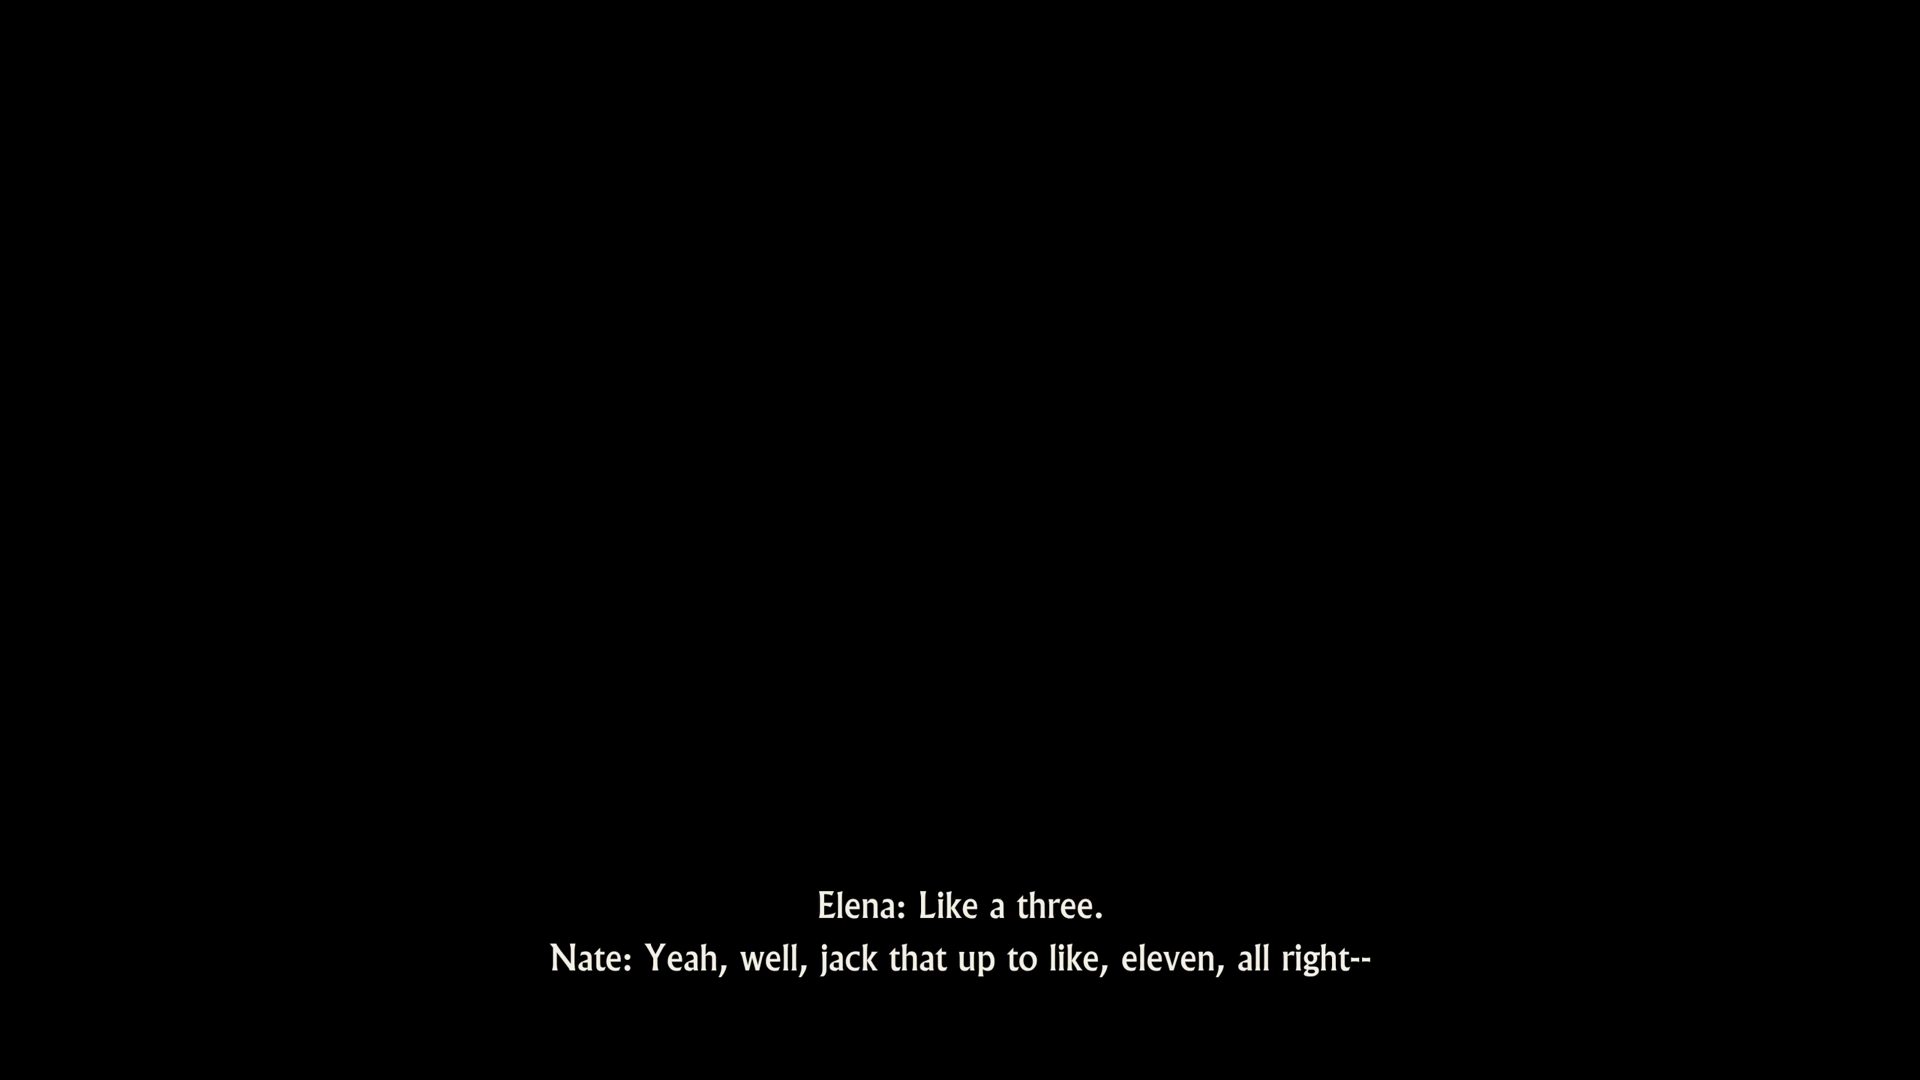 Elena: Like a three.
Nate: Yeah, well, jack that up to like, eleven, all right--